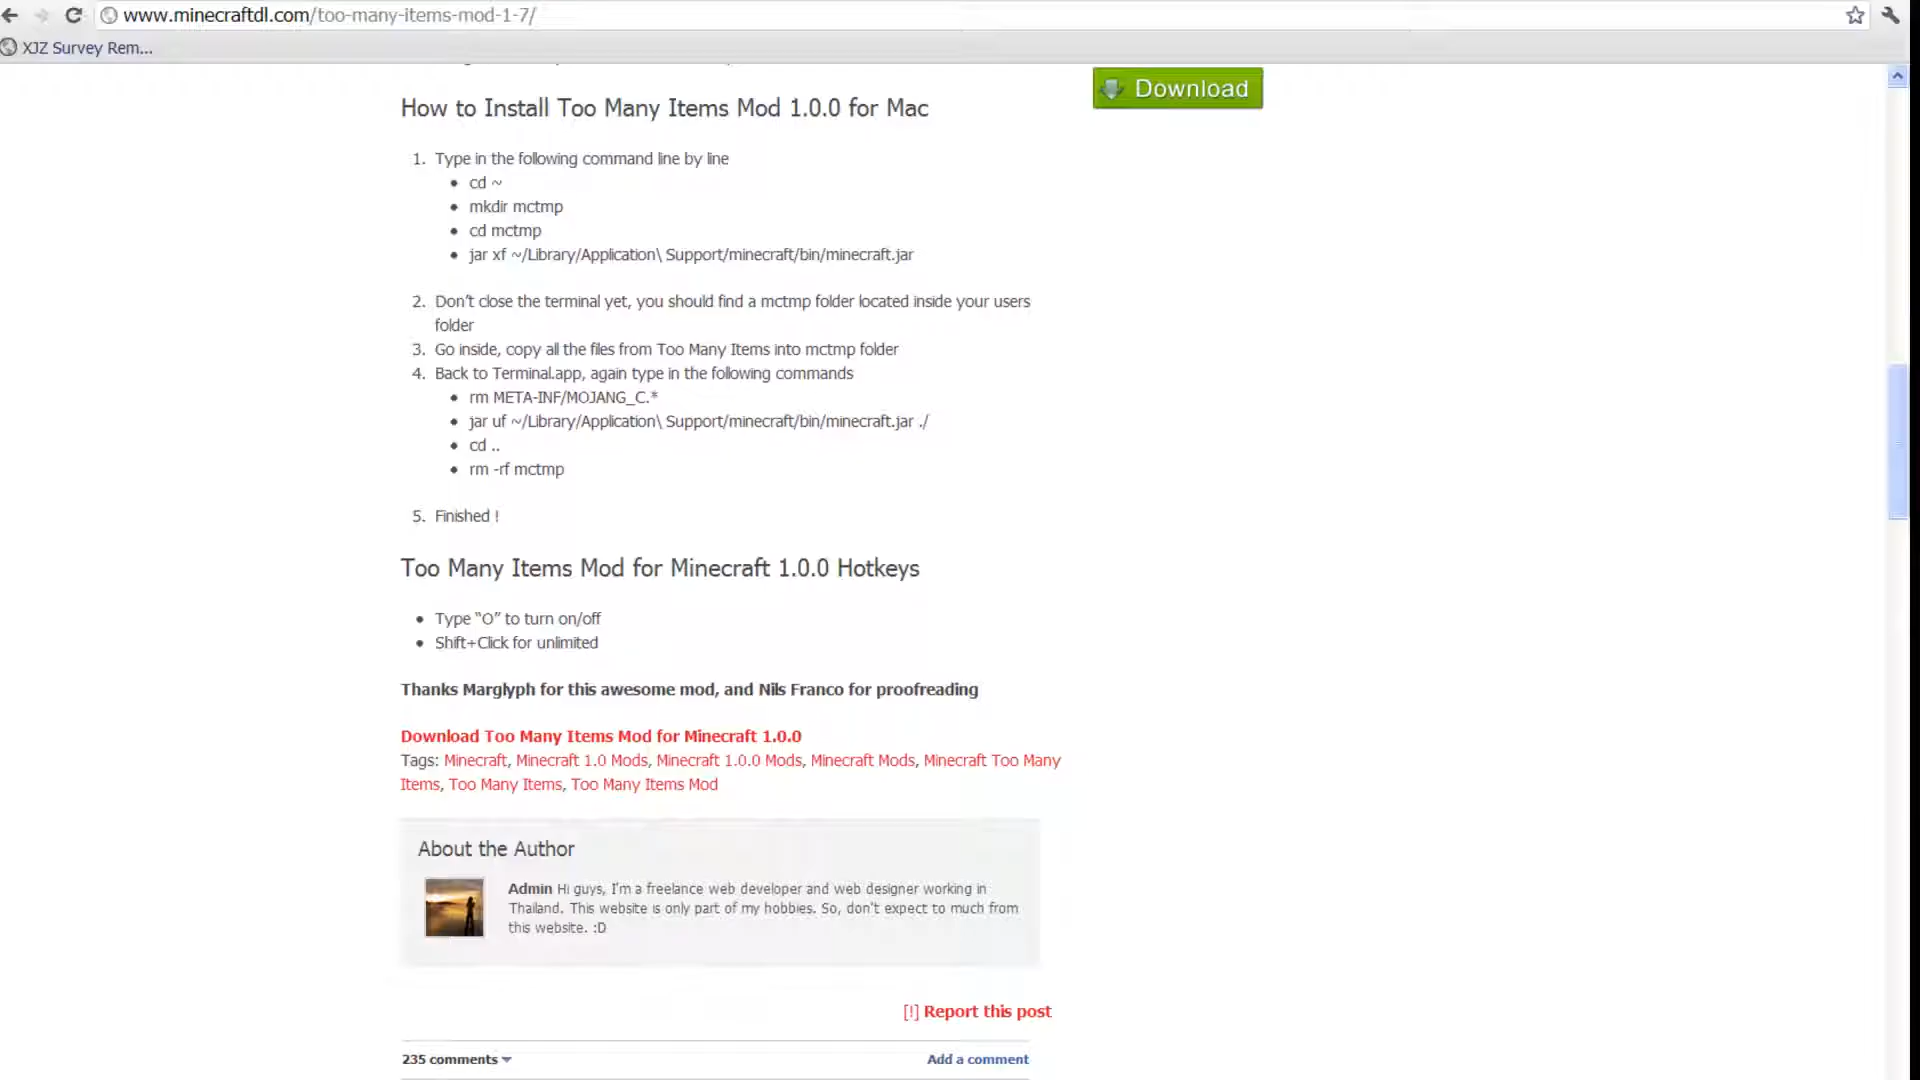 www.minecraftdl.com/too-many-items-mod-1-7/
XJZ Survey Rem...
Download
How to Install Too Many Items Mod 1.0.0 for Mac
1. Type in the following command line by line
• cd ~
• mkdir mctmp
• cd mctmp
• jar xf ~/Library/Application\ Support/minecraft/bin/minecraft.jar
2. Don’t close the terminal yet, you should find a mctmp folder located inside your users
folder
3. Go inside, copy all the files from Too Many Items into mctmp folder
4. Back to Terminal.app, again type in the following commands
• rm META-INF/MOJANG_C.*
• jar uf ~/Library/Application\ Support/minecraft/bin/minecraft.jar ./
• cd ..
• rm -rf mctmp
5. Finished !
Too Many Items Mod for Minecraft 1.0.0 Hotkeys
• Type “O” to turn on/off
• Shift+Click for unlimited
Thanks Marglyph for this awesome mod, and Nils Franco for proofreading
Download Too Many Items Mod for Minecraft 1.0.0
Tags: Minecraft, Minecraft 1.0 Mods, Minecraft 1.0.0 Mods, Minecraft Mods, Minecraft Too Many
Items, Too Many Items, Too Many Items Mod
About the Author
Admin Hi guys, I'm a freelance web developer and web designer working in
Thailand. This website is only part of my hobbies. So, don't expect to much from
this website. :D
[!] Report this post
235 comments
Add a comment